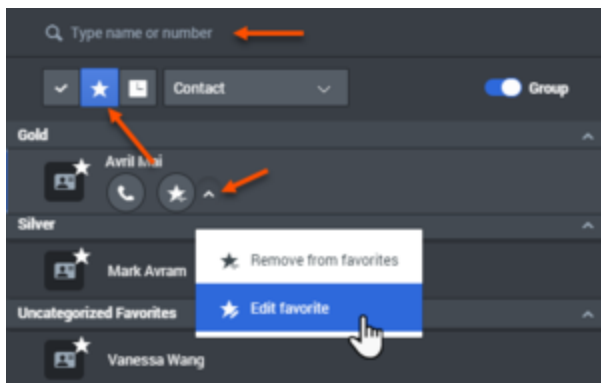 Type name or number
Contact
Group
Gold
Avril Mai
Silver
Remove from favorites
Mark Avram
Edit favorite
Uncategorized Favorites
Vanessa Wang